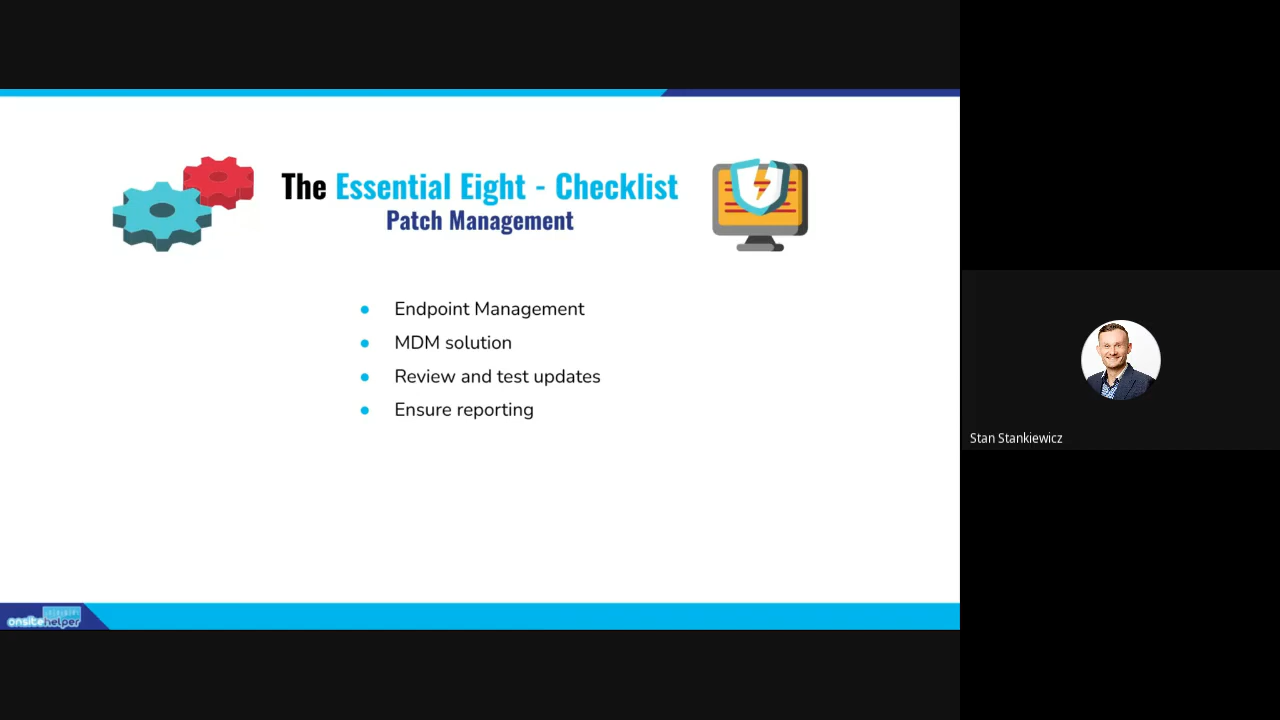 The Essential Eight - Checklist
Patch Management
Endpoint Management
MDM solution
Review and test updates
Ensure reporting
Stan Stankiewicz
onsite helper